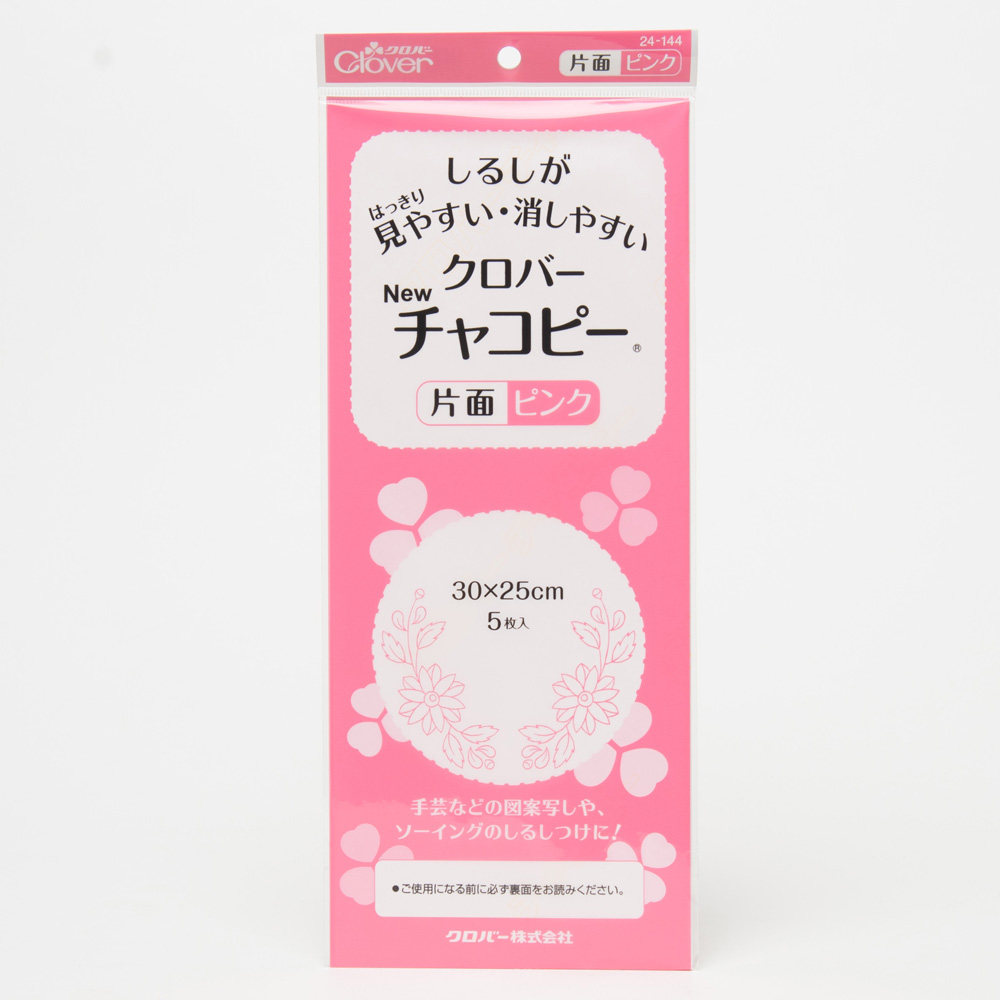 クロバー
Clover
24-144
片面 ピンク
しるしが
はっきり
見やすい・消しやすい
クロバー
New
チャコピー®
片面 ピンク
30×25cm
5枚入
手芸などの図案写しや、
ソーイングのしるしつけに!
●ご使用になる前に必ず裏面をお読みください。
クロバー株式会社